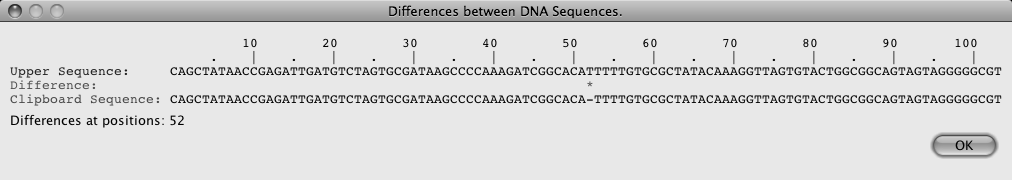 Differences between DNA Sequences.
10 20 30 40 50 60 70 80 90 100
. | . | . | . | . | . | . | . | . | . |
Upper Sequence: CAGCTATAACCGAGATTGATGTCTAGTGCGATAAGCCCCAAAGATCGGCACATTTTTGTGCGCTATACAAAGGTTAGTGTACTGGCGGCAGTAGTAGGGGGCGT
Difference: *
Clipboard Sequence: CAGCTATAACCGAGATTGATGTCTAGTGCGATAAGCCCCAAAGATCGGCACA-TTTTGTGCGCTATACAAAGGTTAGTGTACTGGCGGCAGTAGTAGGGGGCGT
Differences at positions: 52
OK